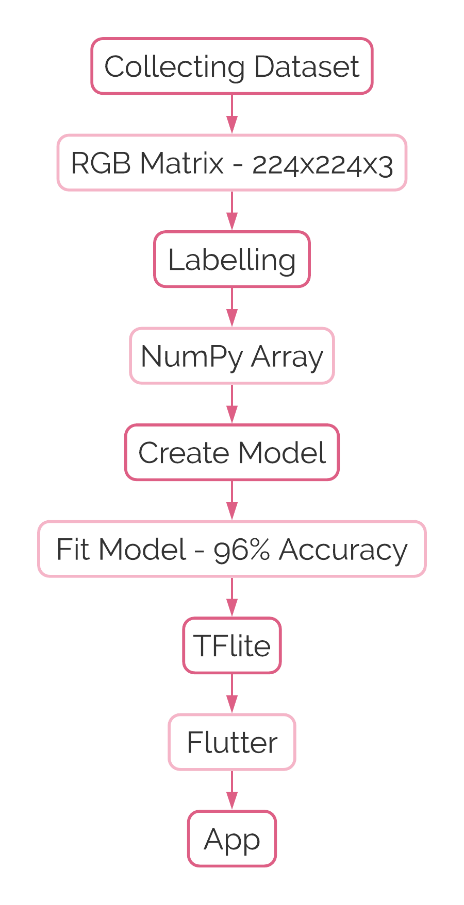 Collecting Dataset
RGB Matrix - 224x224x3
Labelling
NumPy Array
Create Model
Fit Model - 96% Accuracy
TFlite
Flutter
App